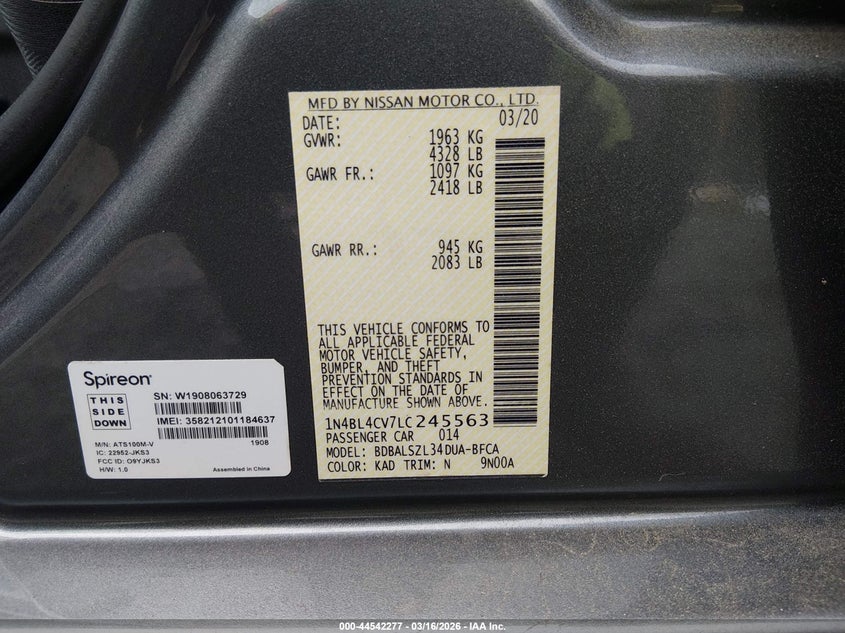 MFD BY NISSAN MOTOR CO., LTD.
DATE: 03/20
GVWR: 1963 KG
4328 LB
GAWR FR.: 1097 KG
2418 LB
GAWR RR.: 945 KG
2083 LB
THIS VEHICLE CONFORMS TO
ALL APPLICABLE FEDERAL
MOTOR VEHICLE SAFETY,
BUMPER, AND THEFT
PREVENTION STANDARDS IN
EFFECT ON THE DATE OF
MANUFACTURE SHOWN ABOVE.
1N4BL4CV7LC245563
PASSENGER CAR 014
MODEL: BDBALSZL34DUA-BFCA
COLOR: KAD TRIM: N 9N00A
Spireon
SN: W1908063729
THIS
SIDE
DOWN
IMEI: 358212101184637
M/N: ATS100M-V 1908
IC: 22952-JKS3
FCC ID: O9YJKS3
H/W: 1.0 Assembled in China
000-44542277 - 03/16/2026 - IAA Inc.